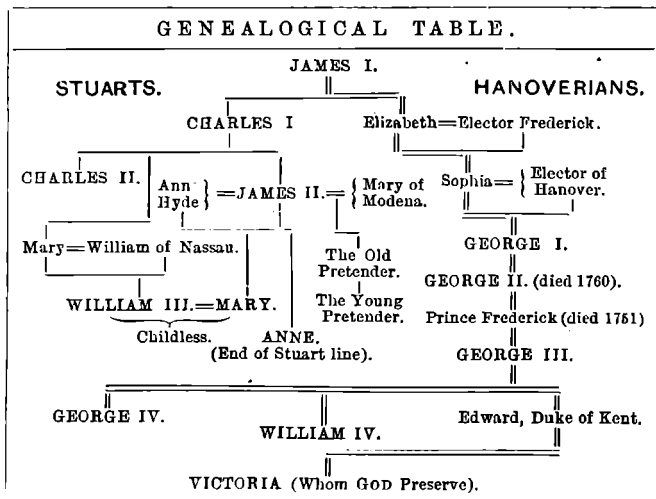 GENEALOGICAL TABLE.
JAMES I.
STUARTS.
HANOVERIANS.
CHARLES I
Elizabeth=Elector Frederick.
CHARLES II.
Ann Hyde } =JAMES II.= { Mary of Modena.
Sophia= { Elector of Hanover.
Mary=William of Nassau.
GEORGE I.
The Old
Pretender.
GEORGE II. (died 1760).
WILLIAM III.=MARY.
The Young
Pretender.
Prince Frederick (died 1751)
Childless.
ANNE.
(End of Stuart line).
GEORGE III.
GEORGE IV.
WILLIAM IV.
Edward, Duke of Kent.
VICTORIA (Whom GOD Preserve).